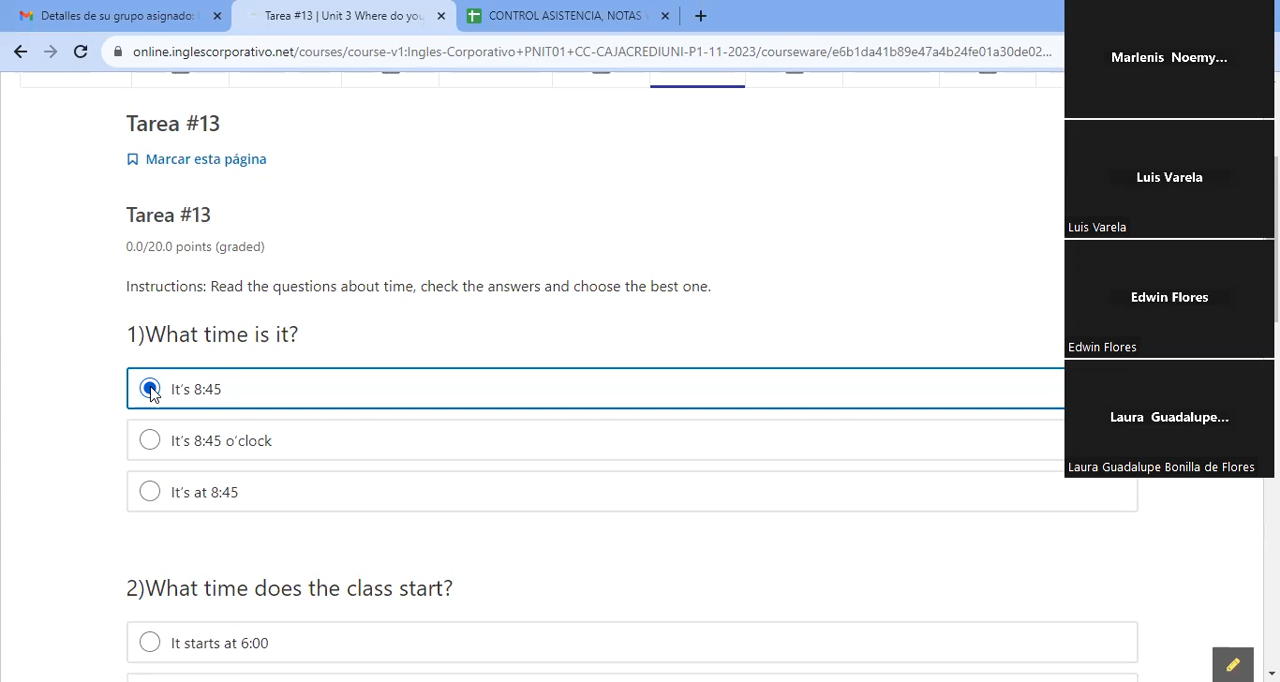 Detalles de su grupo asignado:
Tarea #13 | Unit 3 Where do you
CONTROL ASISTENCIA, NOTAS
online.inglescorporativo.net/courses/course-v1:Ingles-Corporativo+PNIT01+CC-CAJACREDIUNI-P1-11-2023/courseware/e6b1da41b89e47a4b24fe01a30de02...
Tarea #13
Marcar esta página
Tarea #13
0.0/20.0 points (graded)
Instructions: Read the questions about time, check the answers and choose the best one.
1)What time is it?
It's 8:45
It's 8:45 o'clock
It's at 8:45
2)What time does the class start?
It starts at 6:00
Marlenis Noemy...
Luis Varela
Luis Varela
Edwin Flores
Edwin Flores
Laura Guadalupe...
Laura Guadalupe Bonilla de Flores